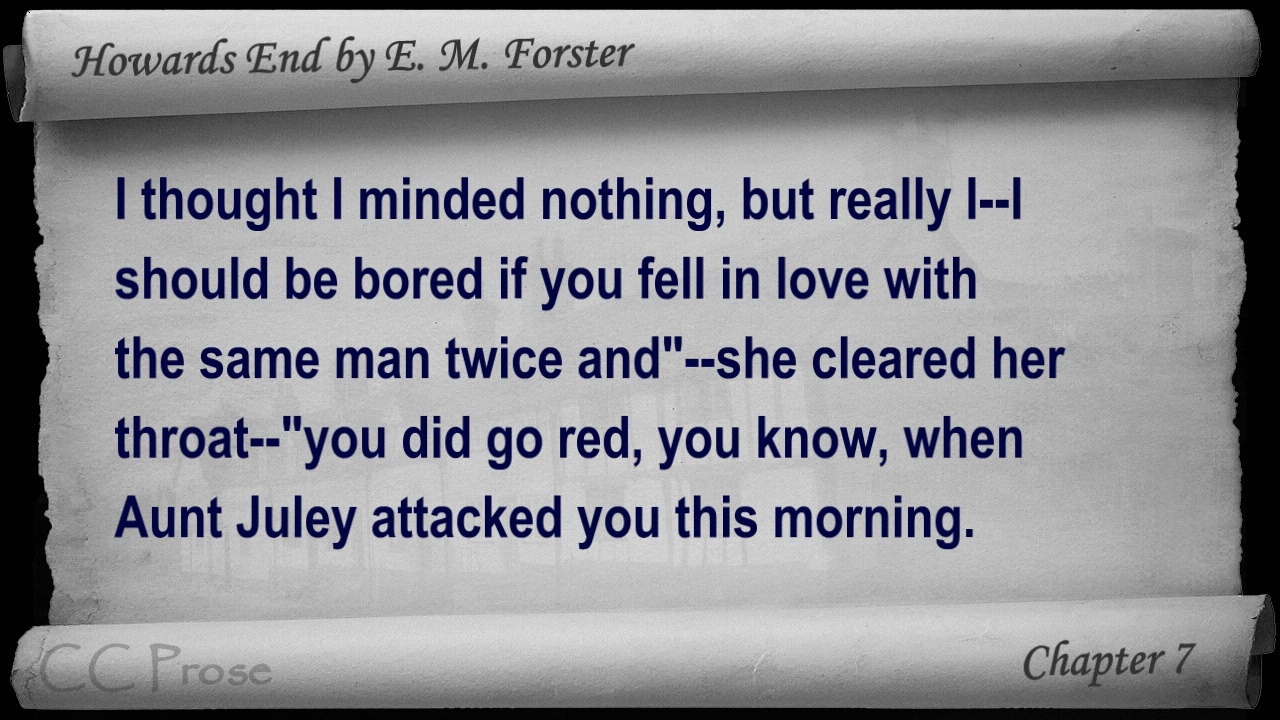 Howards End by E. M. Forster
I thought I minded nothing, but really I--I
should be bored if you fell in love with
the same man twice and"--she cleared her
throat--"you did go red, you know, when
Aunt Juley attacked you this morning.
CC Prose
Chapter 7